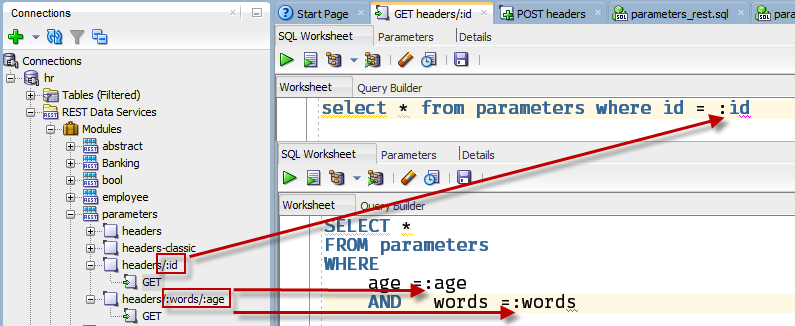 Connections
Connections
hr
Tables (Filtered)
REST Data Services
Modules
abstract
Banking
bool
employee
parameters
headers
headers-classic
headers/:id
GET
headers/:words/:age
GET
Start Page
GET headers/:id
POST headers
parameters_rest.sql
SQL Worksheet Parameters Details
Worksheet Query Builder
select * from parameters where id = :id
SQL Worksheet Parameters Details
Worksheet Query Builder
SELECT *
FROM parameters
WHERE
age =:age
AND words =:words